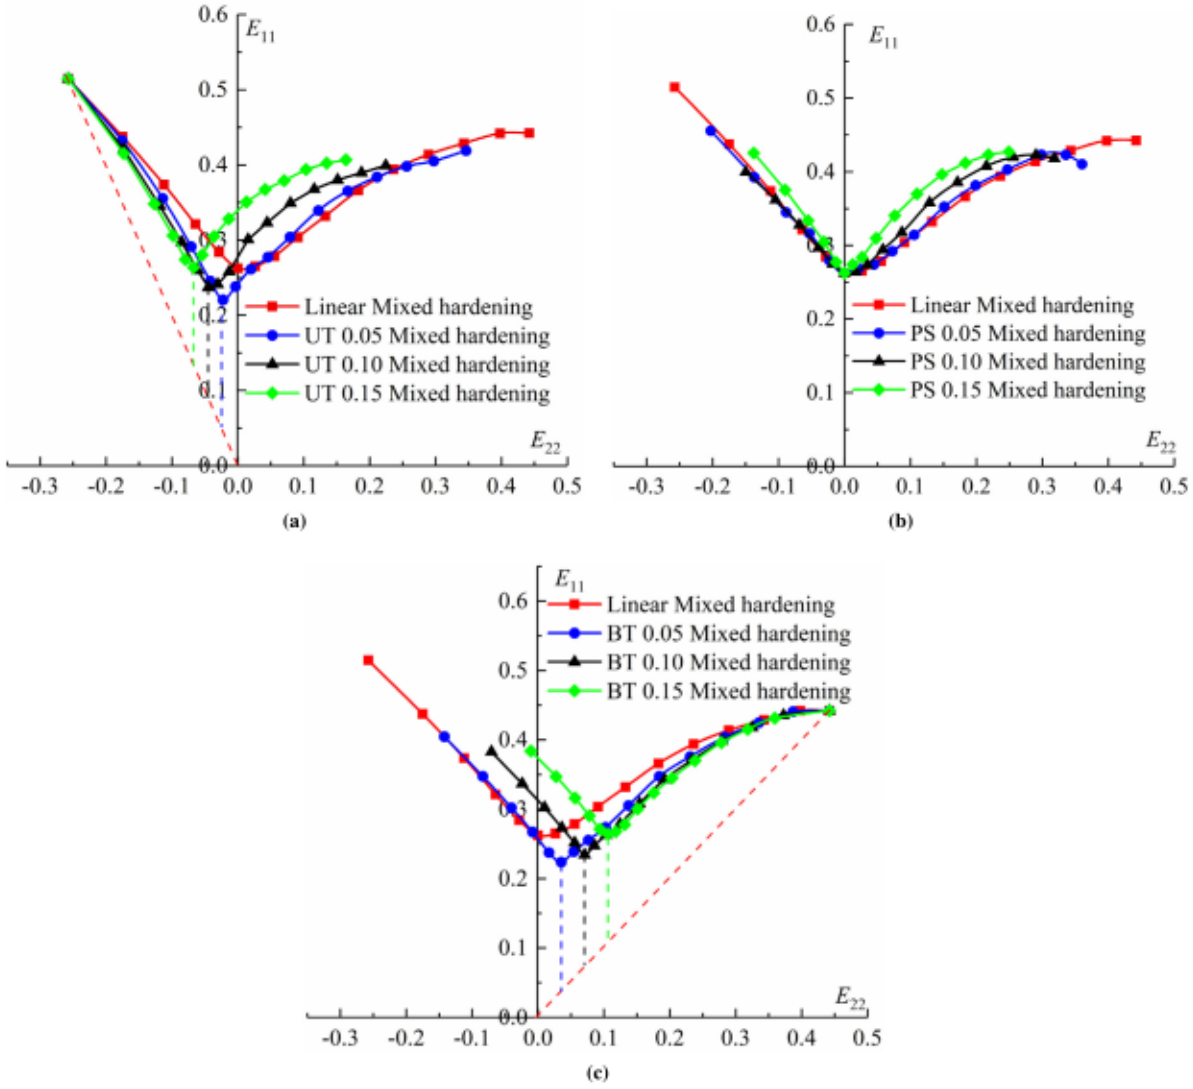 0.6
E11
0.5
0.4
0.3
0.2
0.1
0.0
Linear Mixed hardening
UT 0.05 Mixed hardening
UT 0.10 Mixed hardening
UT 0.15 Mixed hardening
E22
-0.3 -0.2 -0.1 0.0 0.1 0.2 0.3 0.4 0.5
(a)
0.6
E11
0.5
0.4
0.3
0.2
0.1
0.0
Linear Mixed hardening
PS 0.05 Mixed hardening
PS 0.10 Mixed hardening
PS 0.15 Mixed hardening
E22
-0.3 -0.2 -0.1 0.0 0.1 0.2 0.3 0.4 0.5
(b)
E11
0.6
0.5
0.4
0.3
0.2
0.1
0.0
Linear Mixed hardening
BT 0.05 Mixed hardening
BT 0.10 Mixed hardening
BT 0.15 Mixed hardening
E22
-0.3 -0.2 -0.1 0.0 0.1 0.2 0.3 0.4 0.5
(c)